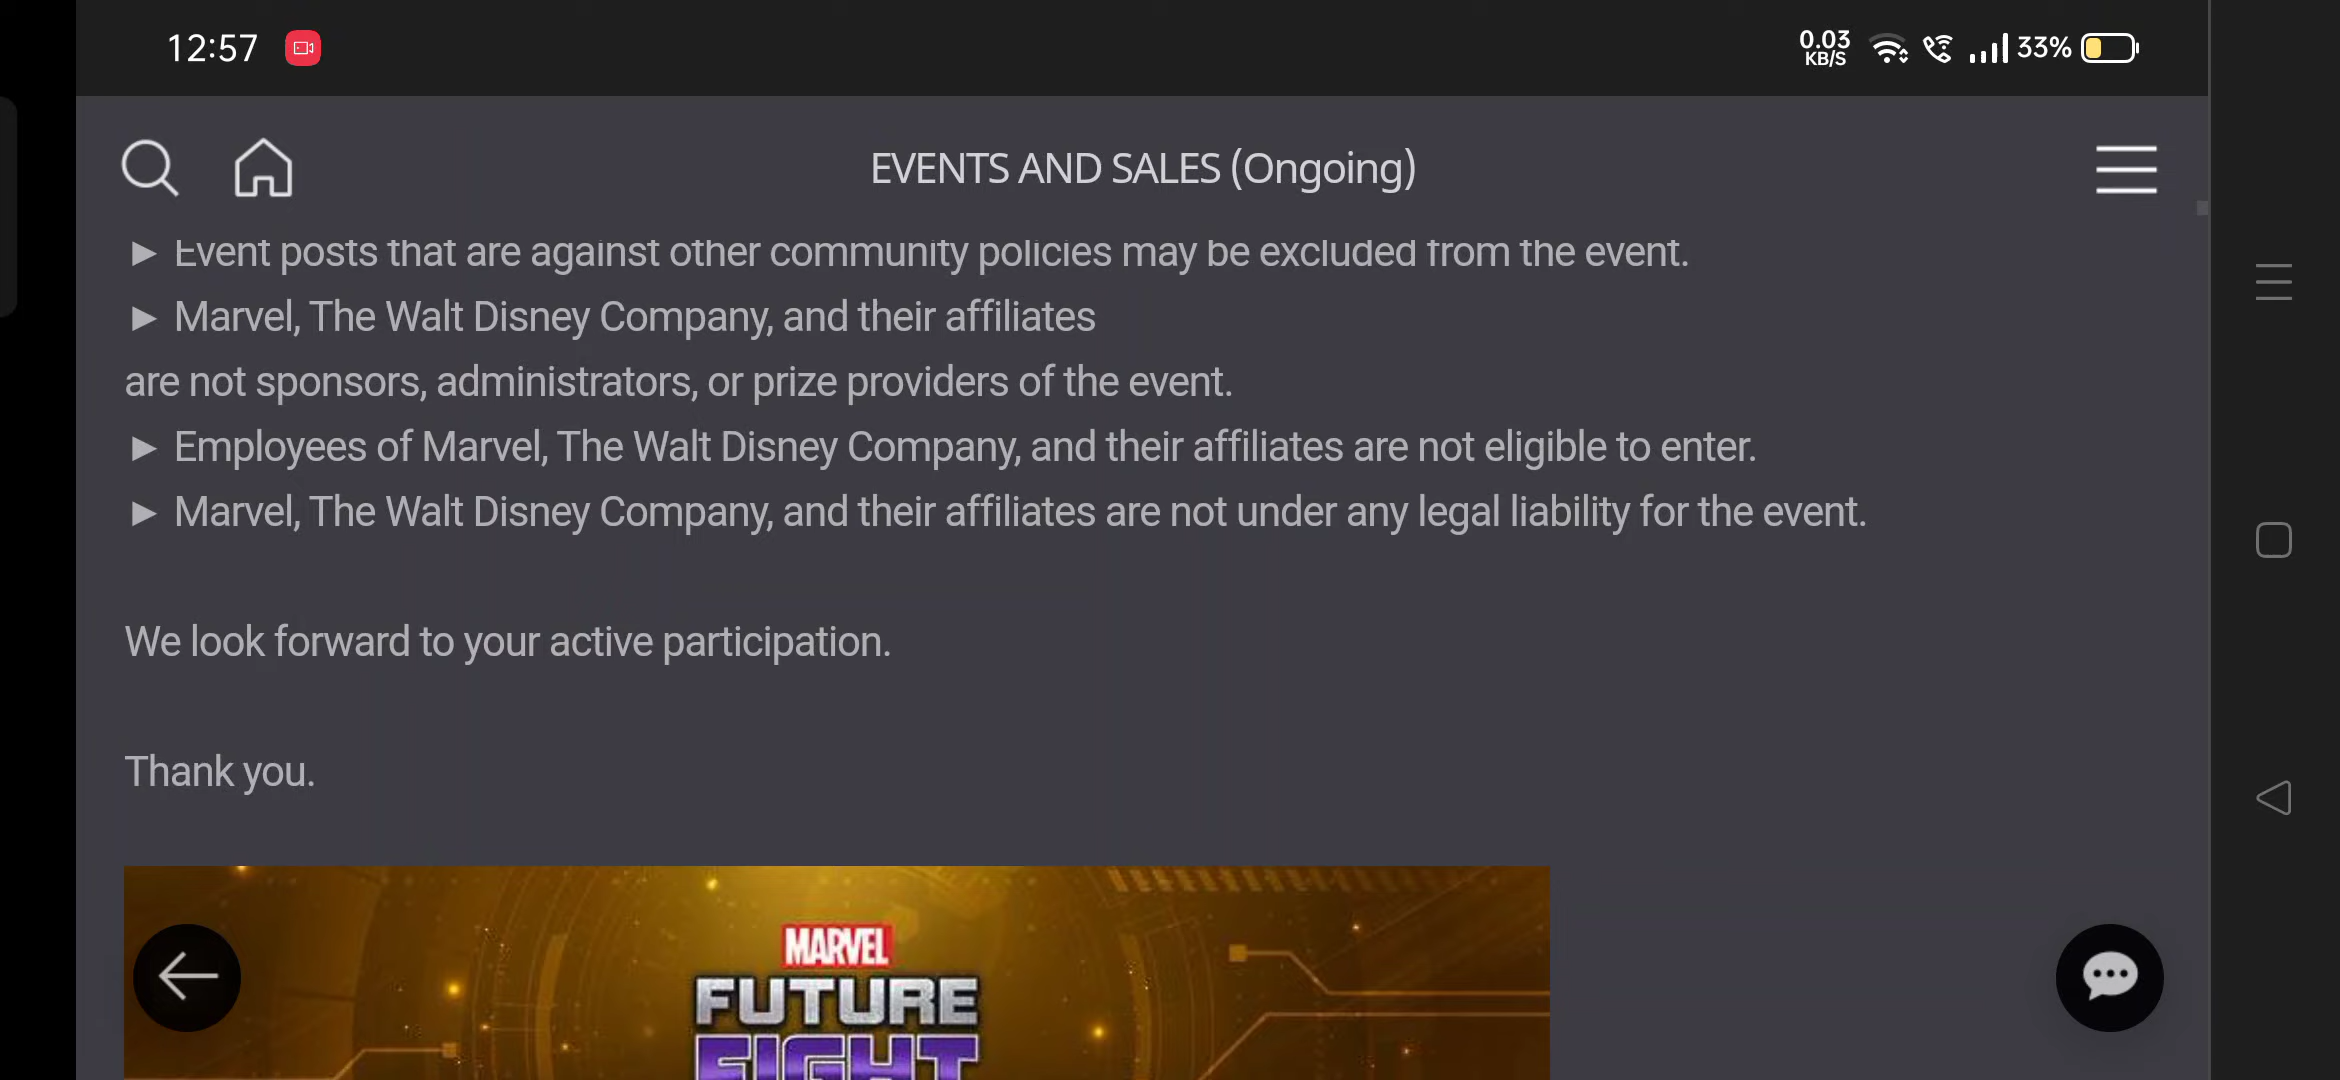 12:57
0.03
KB/S
33%
EVENTS AND SALES (Ongoing)
► Event posts that are against other community policies may be excluded from the event.
► Marvel, The Walt Disney Company, and their affiliates
are not sponsors, administrators, or prize providers of the event.
► Employees of Marvel, The Walt Disney Company, and their affiliates are not eligible to enter.
► Marvel, The Walt Disney Company, and their affiliates are not under any legal liability for the event.
We look forward to your active participation.
Thank you.
MARVEL
FUTURE
FIGHT